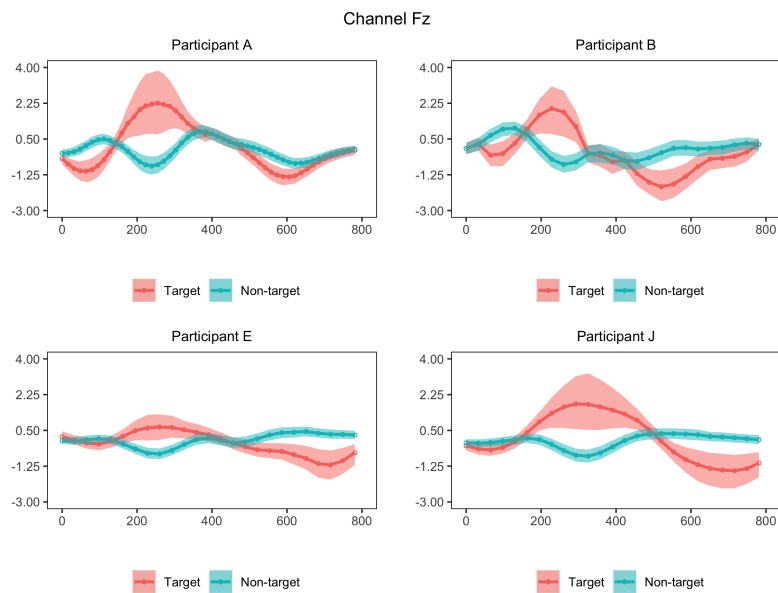 Channel Fz
Participant A
4.00
2.25
0.50
-1.25
-3.00
0 200 400 600 800
Target Non-target
Participant B
4.00
2.25
0.50
-1.25
-3.00
0 200 400 600 800
Target Non-target
Participant E
4.00
2.25
0.50
-1.25
-3.00
0 200 400 600 800
Target Non-target
Participant J
4.00
2.25
0.50
-1.25
-3.00
0 200 400 600 800
Target Non-target